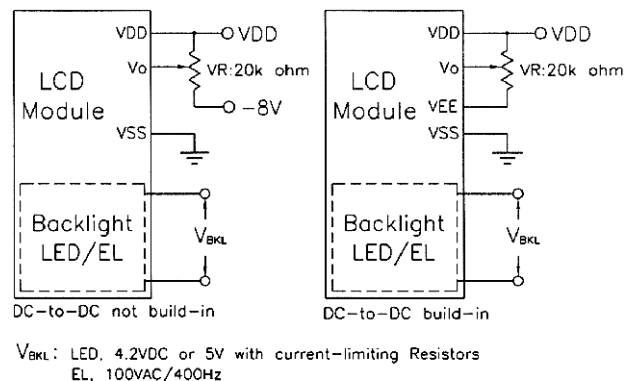 VDD VDD
LCD Module
Vo VR:20k ohm
-8V
VSS
Backlight LED/EL
VBKL
DC-to-DC not build-in
VDD VDD
LCD Module
Vo VR:20k ohm
VEE
VSS
Backlight LED/EL
VBKL
DC-to-DC build-in
VBKL: LED, 4.2VDC or 5V with current-limiting Resistors
EL, 100VAC/400Hz